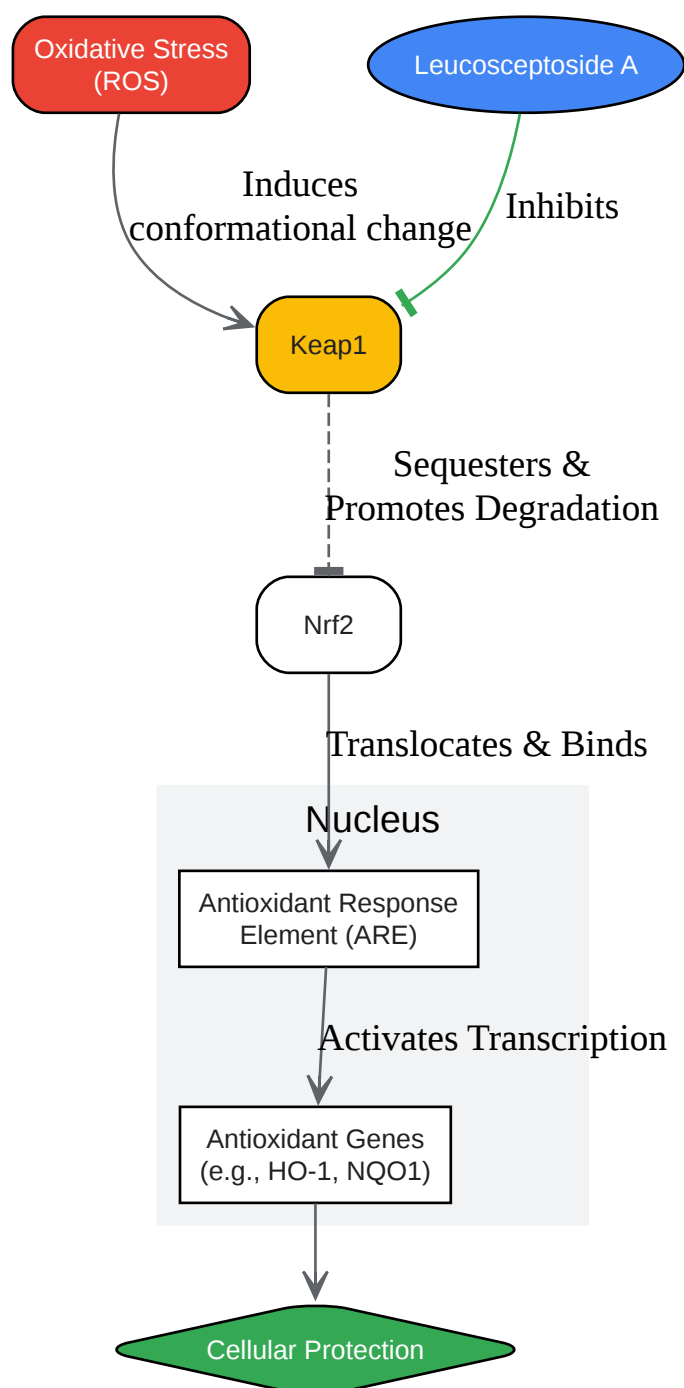 Oxidative Stress
(ROS)
Leucosceptoside A
Induces
conformational change
Inhibits
Keap1
Sequesters &
Promotes Degradation
Nrf2
Translocates & Binds
Nucleus
Antioxidant Response
Element (ARE)
Activates Transcription
Antioxidant Genes
(e.g., HO-1, NQO1)
Cellular Protection